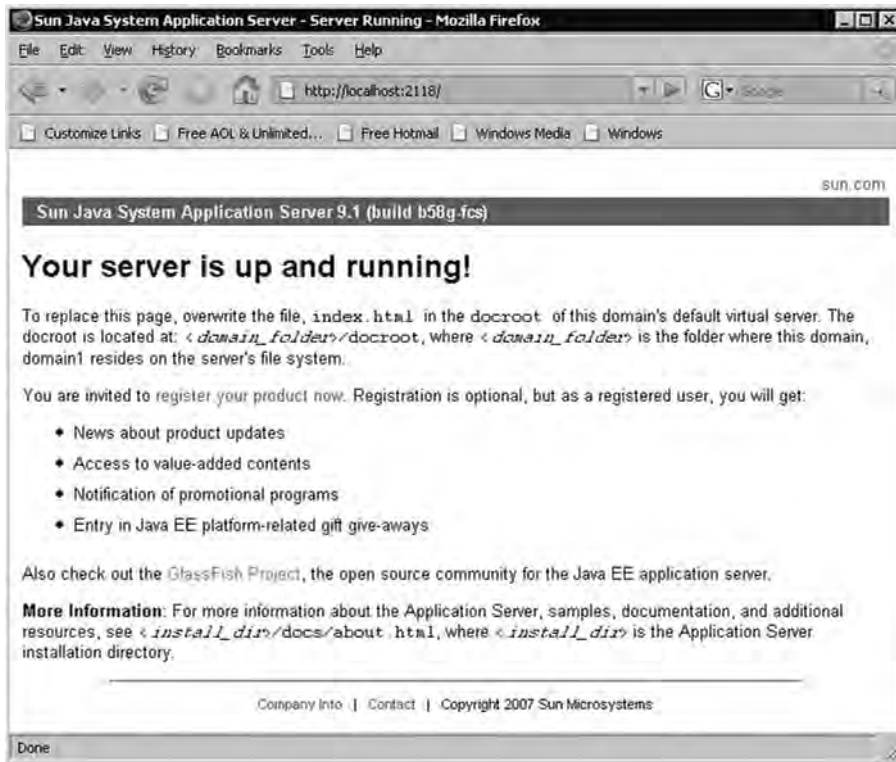 Sun Java System Application Server - Server Running - Mozilla Firefox
File Edit View History Bookmarks Tools Help
http://localhost:2118/
G Google
Customize Links Free AOL & Unlimited... Free Hotmail Windows Media Windows
sun.com
Sun Java System Application Server 9.1 (build b58g-fcs)
Your server is up and running!
To replace this page, overwrite the file, index.html in the docroot of this domain's default virtual server. The
docroot is located at: <domain_folder>/docroot, where <domain_folder> is the folder where this domain,
domain1 resides on the server's file system.
You are invited to register your product now. Registration is optional, but as a registered user, you will get:
• News about product updates
• Access to value-added contents
• Notification of promotional programs
• Entry in Java EE platform-related gift give-aways
Also check out the GlassFish Project, the open source community for the Java EE application server.
More Information: For more information about the Application Server, samples, documentation, and additional
resources, see <install_dir>/docs/about.html, where <install_dir> is the Application Server
installation directory.
Company Info | Contact | Copyright 2007 Sun Microsystems
Done